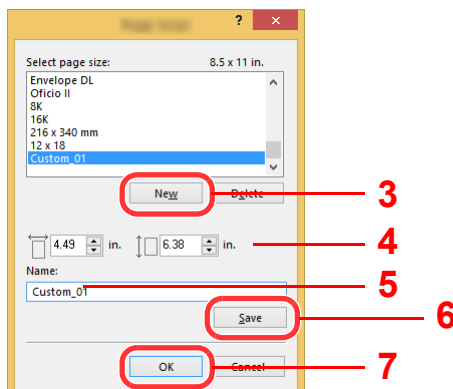 ?
Select page size: 8.5 x 11 in.
Envelope DL
Oficio II
8K
16K
216 x 340 mm
12 x 18
Custom_01
New Delete 3
4.49 in. 6.38 in. 4
Name:
Custom_01 5
Save 6
OK Cancel 7